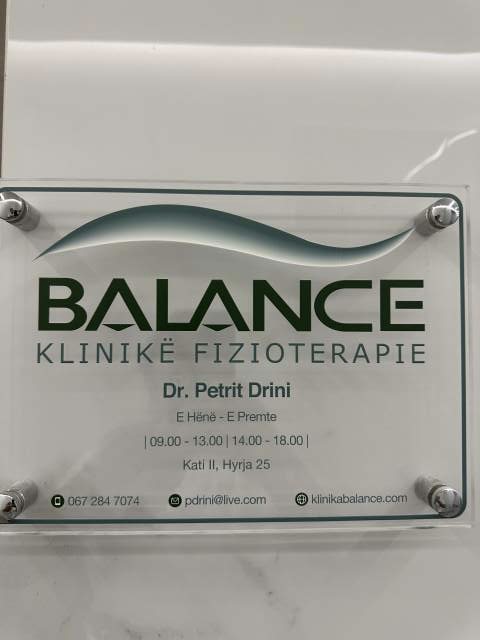 BALANCE
KLINIKË FIZIOTERAPIE
Dr. Petrit Drini
E Hënë - E Premte
| 09.00 - 13.00 | 14.00 - 18.00 |
Kati II, Hyrja 25
067 284 7074 pdrini@live.com klinikabalance.com